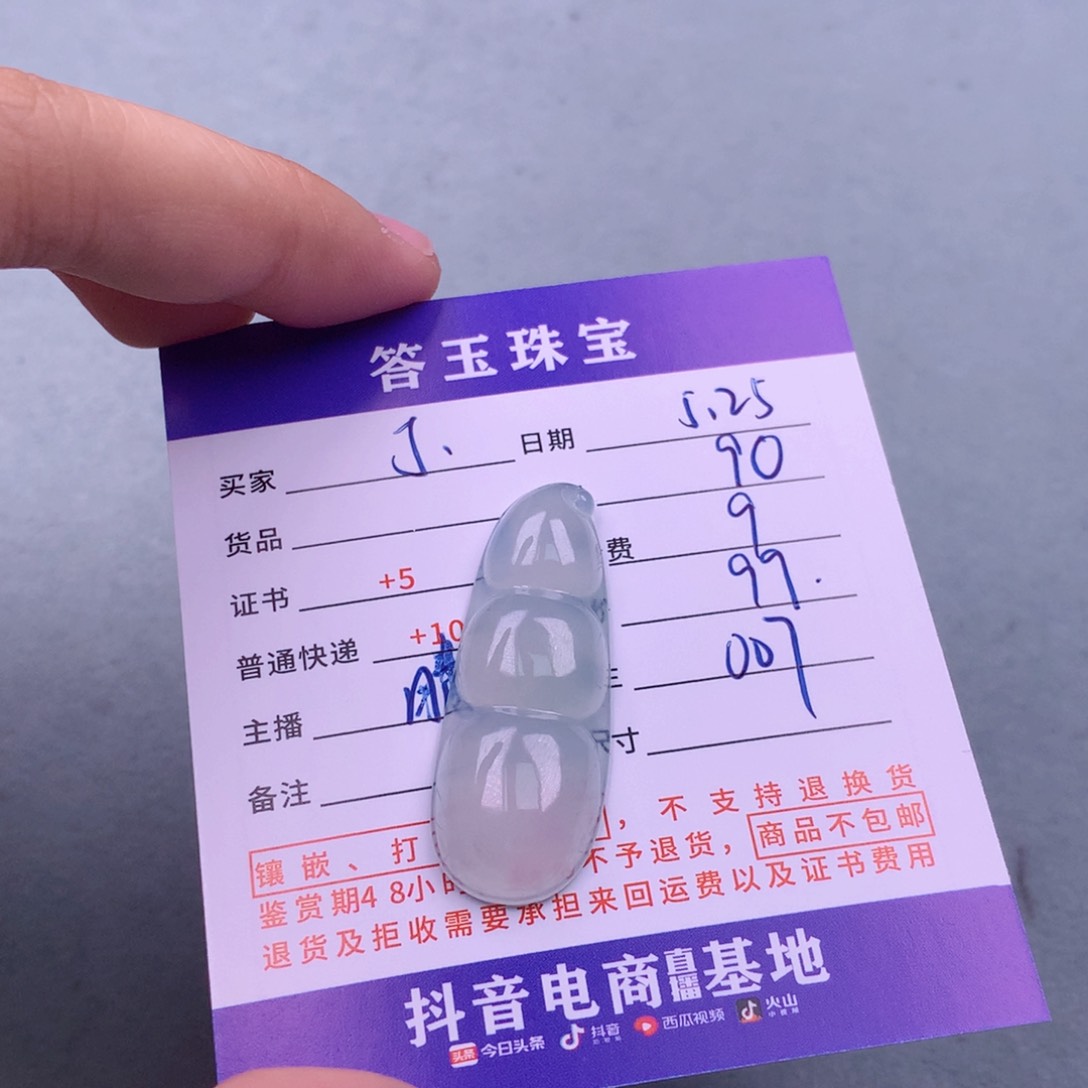 答玉珠宝
买家 J. 日期 5.25
货品 90
证书 +5 费 9
普通快递 +10 99.
主播 007
备注 尺寸
镶嵌、打 ，不支持退换货
鉴赏期48小时 不予退货，商品不包邮
退货及拒收需要承担来回运费以及证书费用
抖音电商直播基地
头条 今日头条 抖音 西瓜视频 火山